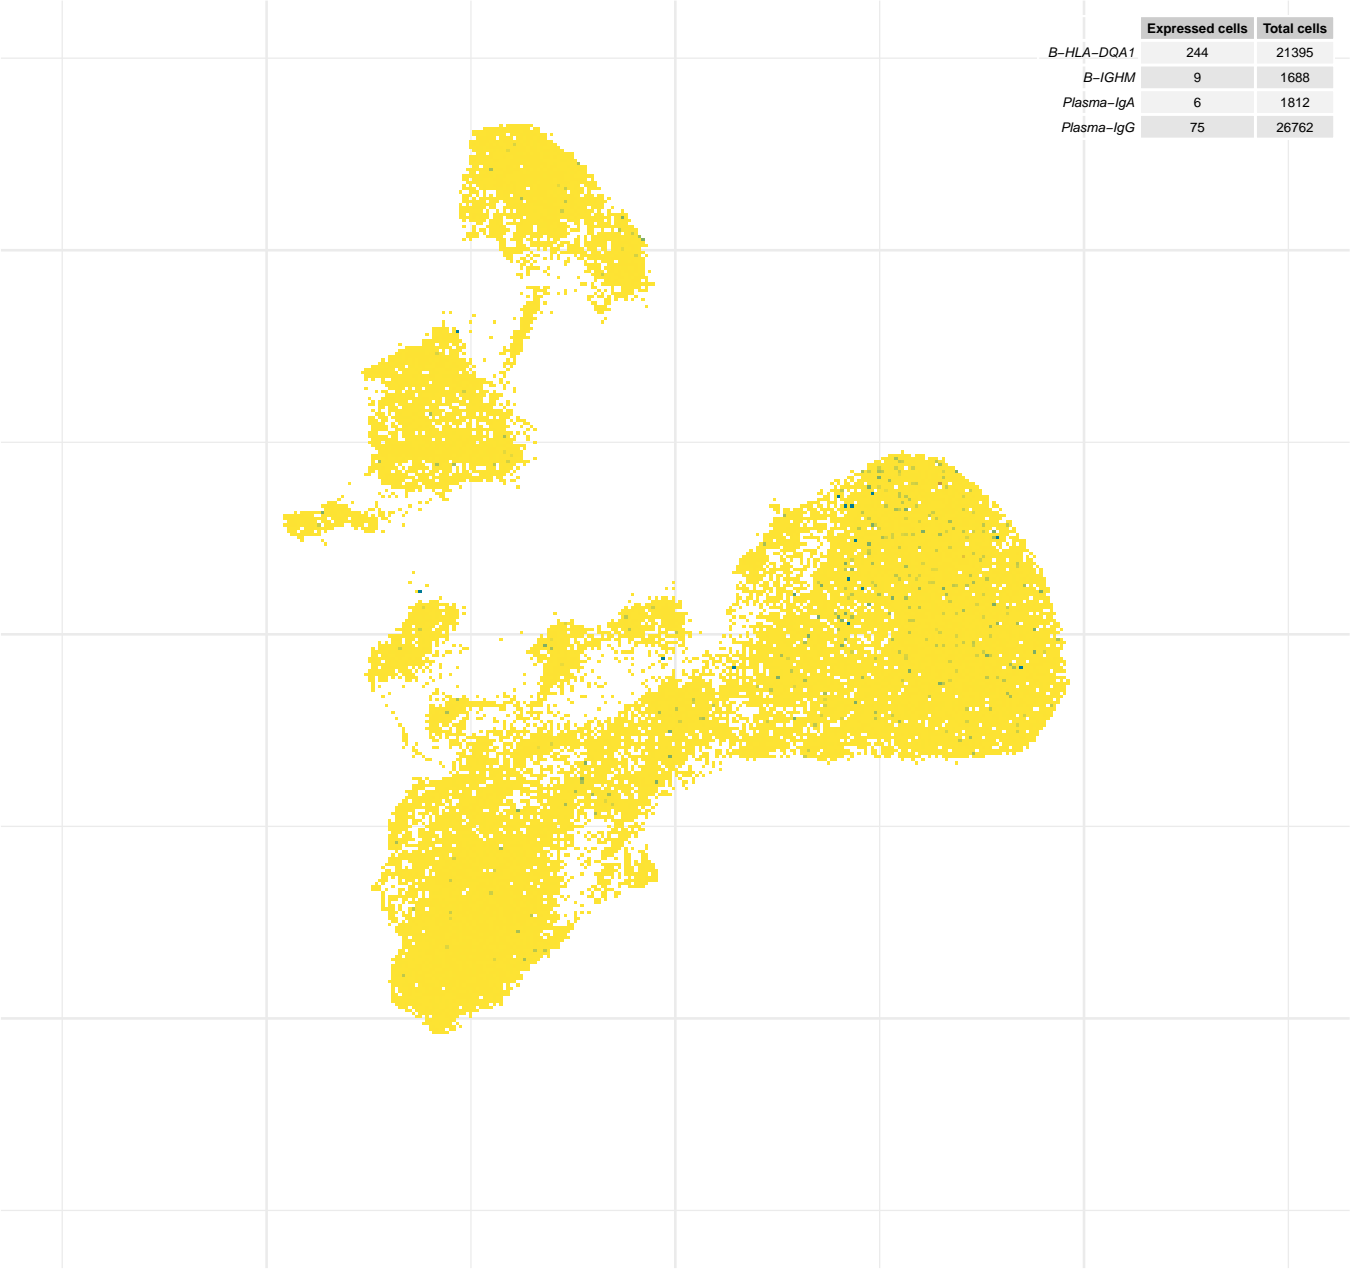 Expressed cells Total cells
B−HLA−DQA1 244 21395
B−IGHM 9 1688
Plasma−IgA 6 1812
Plasma−IgG 75 26762